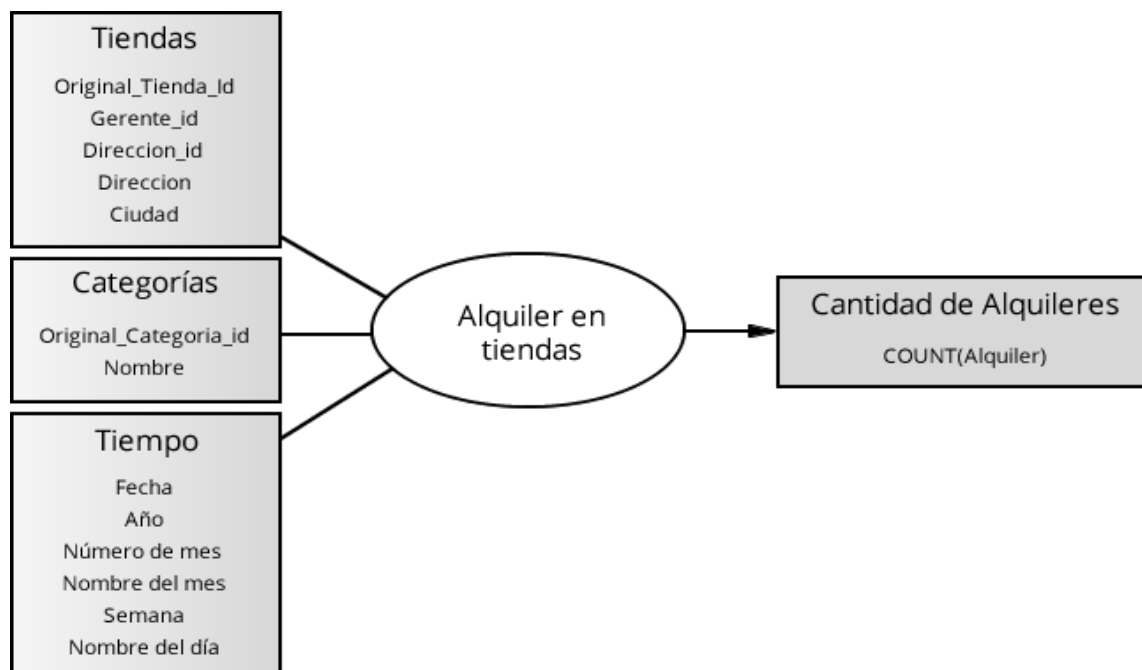 Tiendas
Original_Tienda_Id
Gerente_id
Direccion_id
Direccion
Ciudad
Categorías
Original_Categoria_id
Nombre
Tiempo
Fecha
Año
Número de mes
Nombre del mes
Semana
Nombre del día
Alquiler en
tiendas
Cantidad de Alquileres
COUNT(Alquiler)